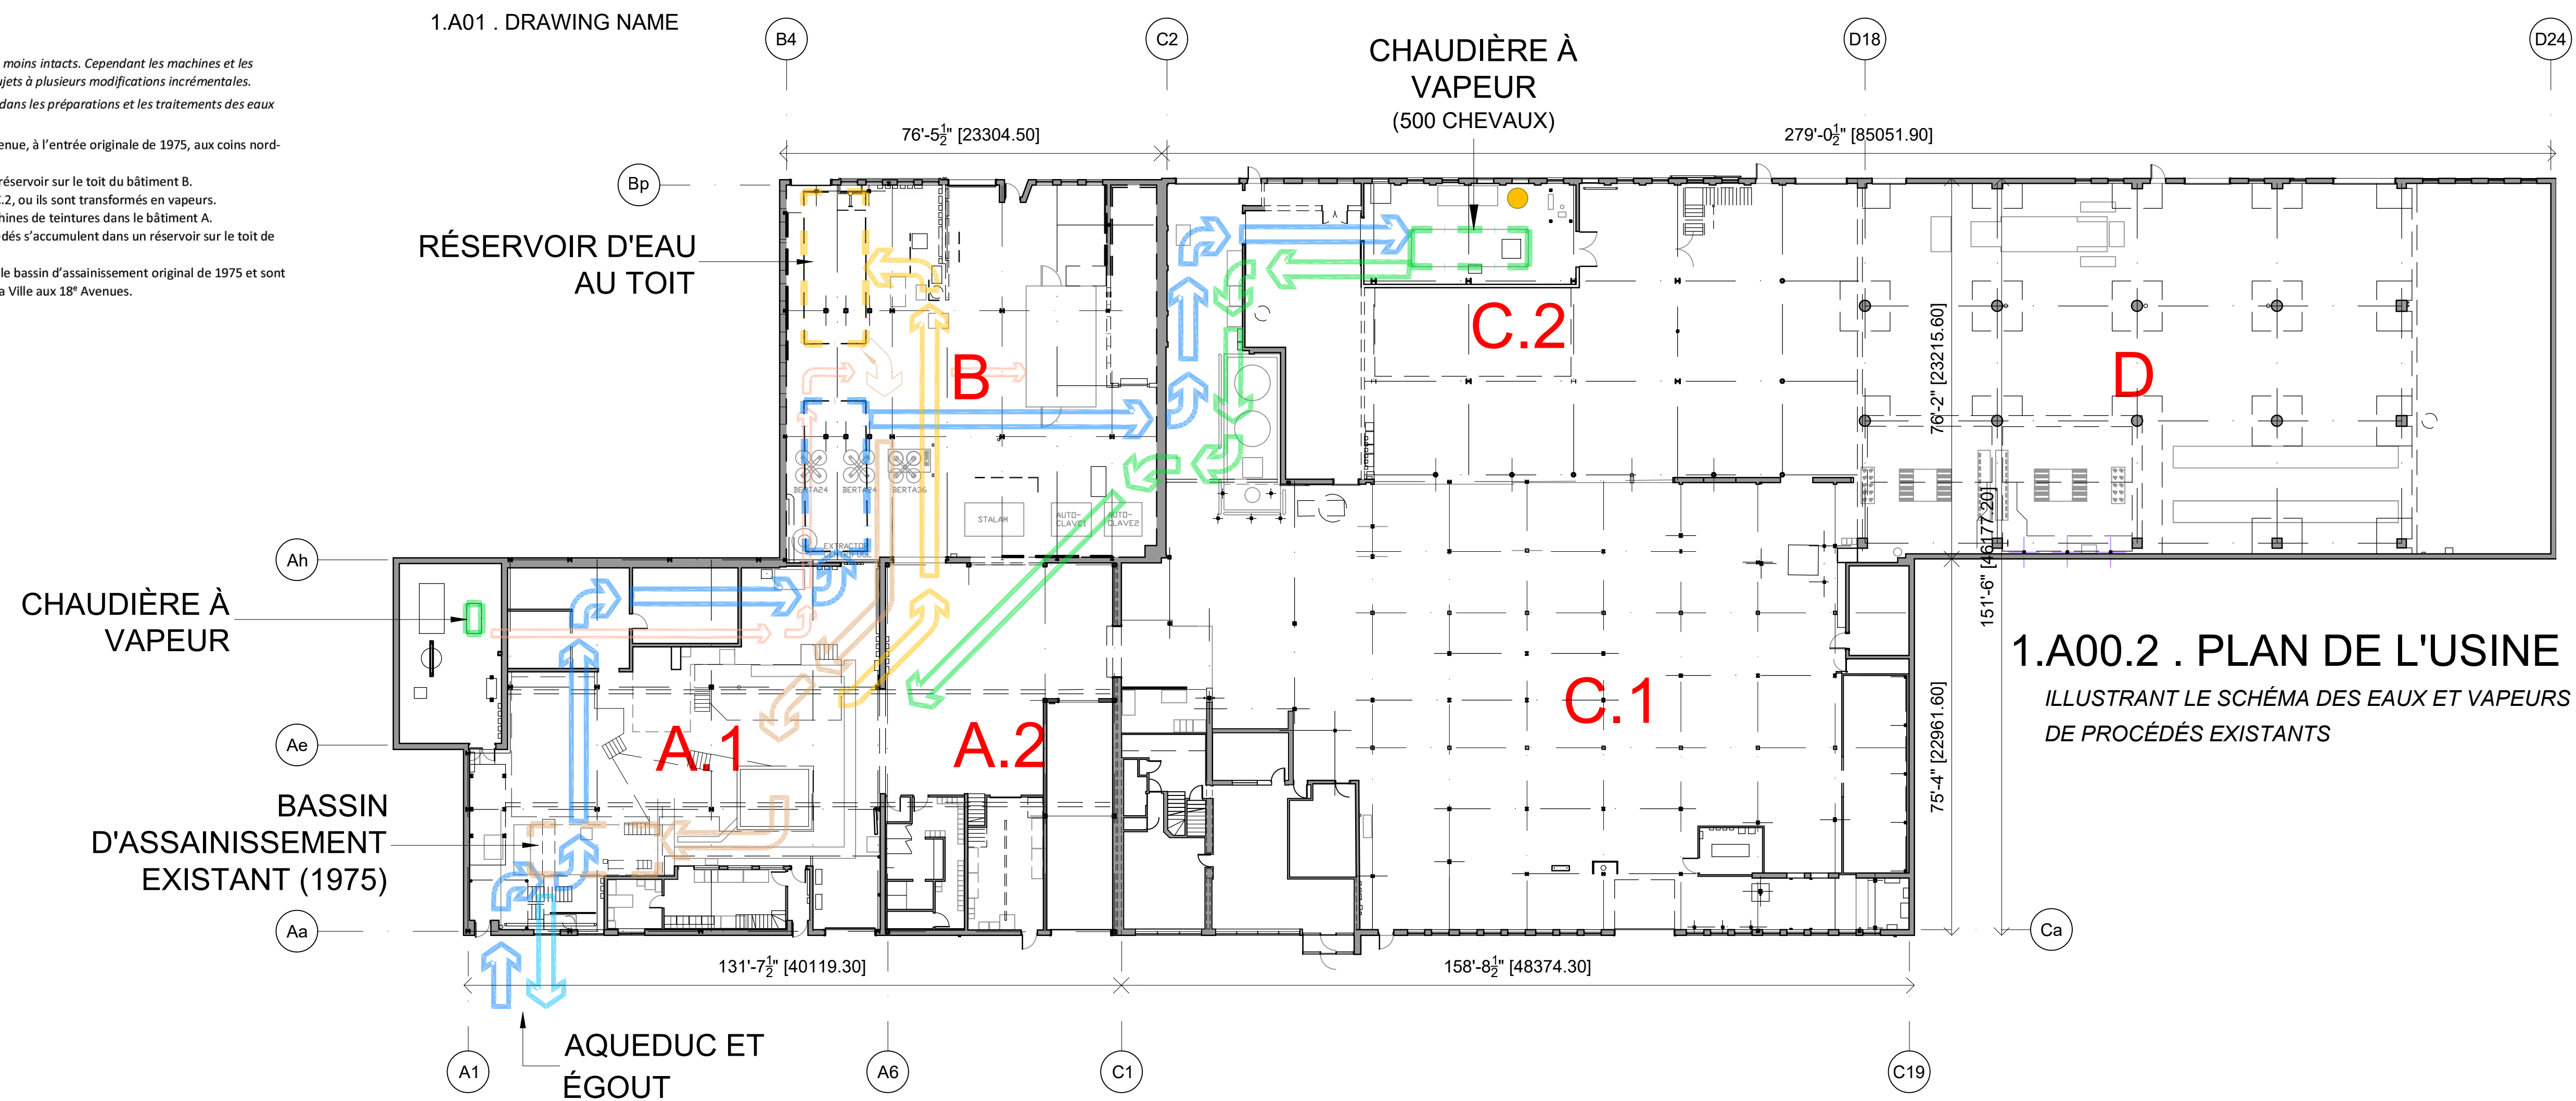 1.A01 . DRAWING NAME
moins intacts. Cependant les machines et les
ujets à plusieurs modifications incrémentales.
dans les préparations et les traitements des eaux
enue, à l'entrée originale de 1975, aux coins nord-
réservoir sur le toit du bâtiment B.
C.2, ou ils sont transformés en vapeurs.
hines de teintures dans le bâtiment A.
dés s'accumulent dans un réservoir sur le toit de
le bassin d'assainissement original de 1975 et sont
a Ville aux 18e Avenues.
B4
C2
D18
D24
CHAUDIÈRE À
VAPEUR
(500 CHEVAUX)
76'-5½" [23304.50]
279'-0½" [85051.90]
Bp
RÉSERVOIR D'EAU
AU TOIT
B
C.2
D
76'-2" [23215.60]
BERTA24
BERTA24
BERTA36
STALAM
AUTO-
CLAVE1
AUTO-
CLAVE2
EXTRACTOR
151'-6" [46177.20]
Ah
CHAUDIÈRE À
VAPEUR
1.A00.2 . PLAN DE L'USINE
ILLUSTRANT LE SCHÉMA DES EAUX ET VAPEURS
DE PROCÉDÉS EXISTANTS
C.1
A.1
A.2
Ae
75'-4" [22961.60]
BASSIN
D'ASSAINISSEMENT
EXISTANT (1975)
Aa
Ca
131'-7½" [40119.30]
158'-8½" [48374.30]
AQUEDUC ET
ÉGOUT
A1
A6
C1
C19